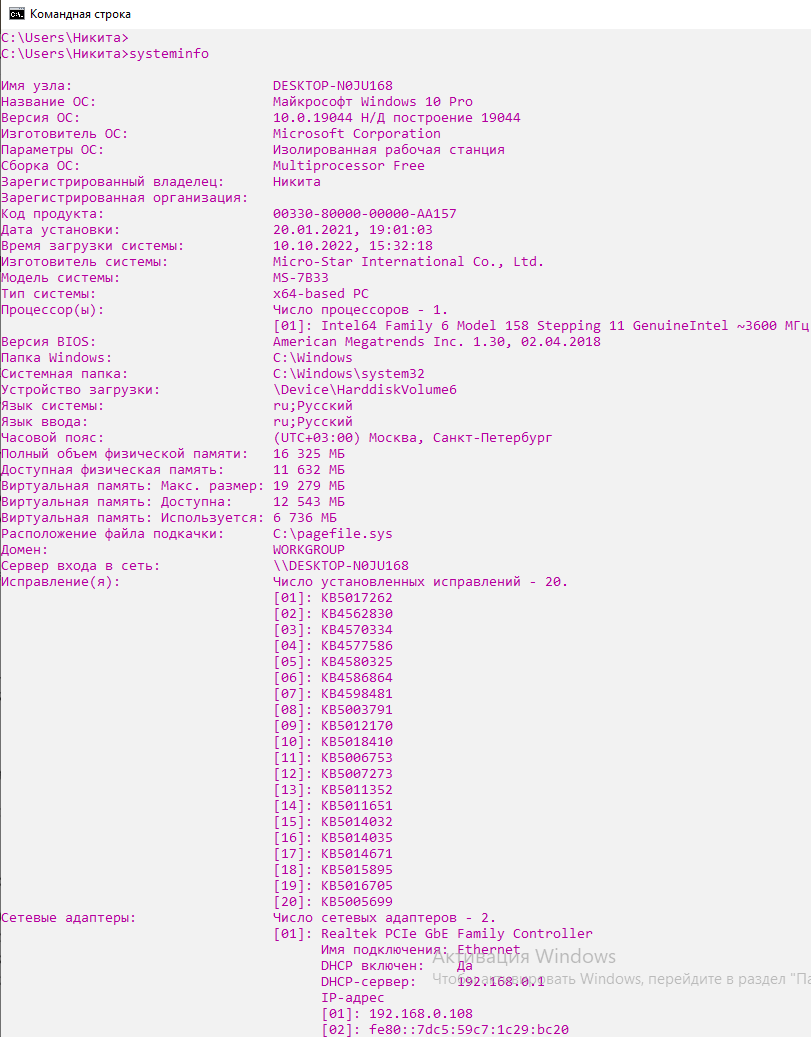 Командная строка
C:\Users\Никита>
C:\Users\Никита>systeminfo
Имя узла: DESKTOP-N0JU168
Название ОС: Майкрософт Windows 10 Pro
Версия ОС: 10.0.19044 Н/Д построение 19044
Изготовитель ОС: Microsoft Corporation
Параметры ОС: Изолированная рабочая станция
Сборка ОС: Multiprocessor Free
Зарегистрированный владелец: Никита
Зарегистрированная организация:
Код продукта: 00330-80000-00000-AA157
Дата установки: 20.01.2021, 19:01:03
Время загрузки системы: 10.10.2022, 15:32:18
Изготовитель системы: Micro-Star International Co., Ltd.
Модель системы: MS-7B33
Тип системы: x64-based PC
Процессор(ы): Число процессоров - 1.
[01]: Intel64 Family 6 Model 158 Stepping 11 GenuineIntel ~3600 МГц
Версия BIOS: American Megatrends Inc. 1.30, 02.04.2018
Папка Windows: C:\Windows
Системная папка: C:\Windows\system32
Устройство загрузки: \Device\HarddiskVolume6
Язык системы: ru;Русский
Язык ввода: ru;Русский
Часовой пояс: (UTC+03:00) Москва, Санкт-Петербург
Полный объем физической памяти: 16 325 МБ
Доступная физическая память: 11 632 МБ
Виртуальная память: Макс. размер: 19 279 МБ
Виртуальная память: Доступна: 12 543 МБ
Виртуальная память: Используется: 6 736 МБ
Расположение файла подкачки: C:\pagefile.sys
Домен: WORKGROUP
Сервер входа в сеть: \\DESKTOP-N0JU168
Исправление(я): Число установленных исправлений - 20.
[01]: KB5017262
[02]: KB4562830
[03]: KB4570334
[04]: KB4577586
[05]: KB4580325
[06]: KB4586864
[07]: KB4598481
[08]: KB5003791
[09]: KB5012170
[10]: KB5018410
[11]: KB5006753
[12]: KB5007273
[13]: KB5011352
[14]: KB5011651
[15]: KB5014032
[16]: KB5014035
[17]: KB5014671
[18]: KB5015895
[19]: KB5016705
[20]: KB5005699
Сетевые адаптеры: Число сетевых адаптеров - 2.
[01]: Realtek PCIe GbE Family Controller
Имя подключения: Ethernet
DHCP включен: Да
DHCP-сервер: 192.168.0.1
IP-адрес
[01]: 192.168.0.108
[02]: fe80::7dc5:59c7:1c29:bc20
Активация Windows
Чтобы активировать Windows, перейдите в раздел "Па